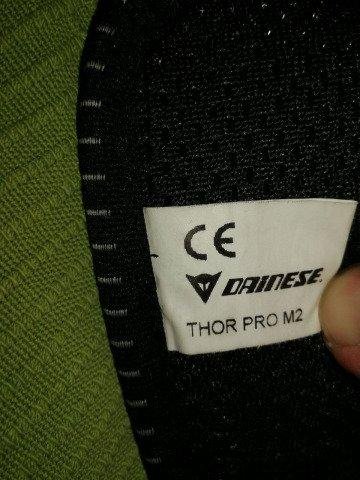 CE
DAINESE
THOR PRO M2